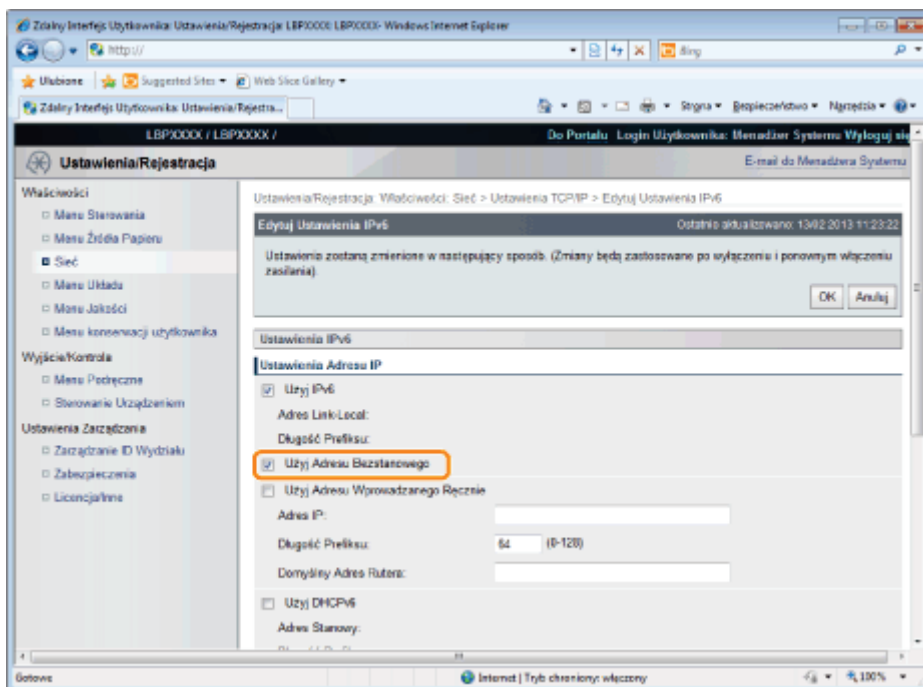 Zdalny Interfejs Użytkownika: Ustawienia/Rejestracja: LBPXXXX: LBPXXXX- Windows Internet Explorer
http://
Bing
Ulubione Suggested Sites Web Slice Gallery
Zdalny Interfejs Użytkownika: Ustawienia/Rejestra... Strona Bezpieczeństwo Narzędzia
LBPXXXX / LBPXXXX / Do Portalu Login Użytkownika: Menadżer Systemu Wyloguj się
Ustawienia/Rejestracja E-mail do Menadżera Systemu
Właściwości
Menu Sterowania
Menu Źródła Papieru
Sieć
Menu Układu
Menu Jakości
Menu konserwacji użytkownika
Wyjście/Kontrola
Menu Podręczne
Sterowanie Urządzeniem
Ustawienia Zarządzania
Zarządzanie ID Wydziału
Zabezpieczenia
Licencja/Inne
Ustawienia/Rejestracja: Właściwości: Sieć > Ustawienia TCP/IP > Edytuj Ustawienia IPv6
Edytuj Ustawienia IPv6 Ostatnio aktualizowano: 13/02 2013 11:23:22
Ustawienia zostaną zmienione w następujący sposób. (Zmiany będą zastosowane po wyłączeniu i ponownym włączeniu
zasilania).
OK Anuluj
Ustawienia IPv6
Ustawienia Adresu IP
Użyj IPv6
Adres Link-Local:
Długość Prefiksu:
Użyj Adresu Bezstanowego
Użyj Adresu Wprowadzanego Ręcznie
Adres IP:
Długość Prefiksu: 64 (0-128)
Domyślny Adres Rutera:
Użyj DHCPv6
Adres Stanowy:
Gotowe Internet | Tryb chroniony: włączony 100%